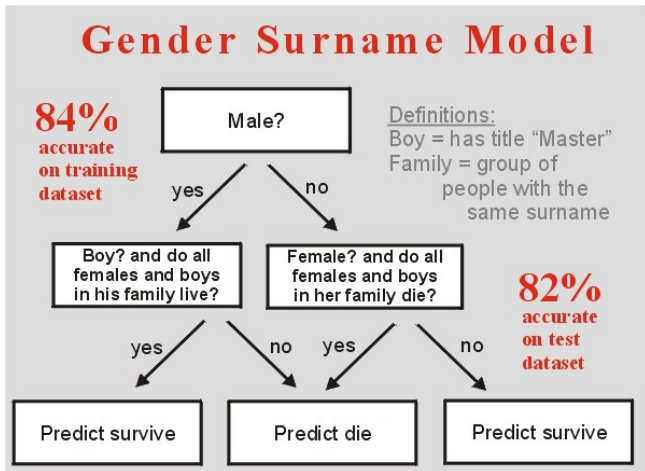 Gender Surname Model
84%
accurate
on training
dataset
Male?
Definitions:
Boy = has title “Master”
Family = group of
people with the
same surname
yes
no
Boy? and do all
females and boys
in his family live?
Female? and do all
females and boys
in her family die?
82%
accurate
on test
dataset
yes
no
yes
no
Predict survive
Predict die
Predict survive